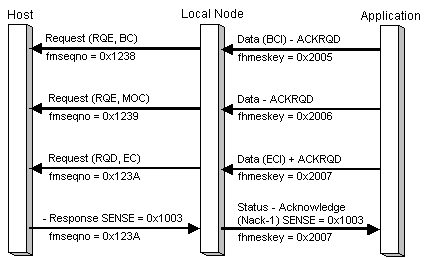 Host
Local Node
Application
Request (RQE, BC)
fmseqno = 0x1238
Data (BCI) - ACKRQD
fhmeskey = 0x2005
Request (RQE, MOC)
fmseqno = 0x1239
Data - ACKRQD
fhmeskey = 0x2006
Request (RQD, EC)
fmseqno = 0x123A
Data (ECI) + ACKRQD
fhmeskey = 0x2007
- Response SENSE = 0x1003
fmseqno = 0x123A
Status - Acknowledge
(Nack-1) SENSE = 0x1003
fhmeskey = 0x2007